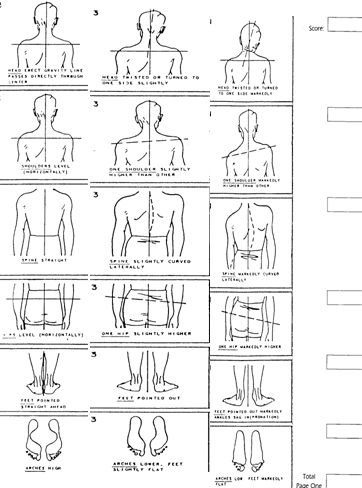 3
1
HEAD ERECT GRAVITY LINE
PASSES DIRECTLY THROUGH
CENTER
HEAD TWISTED OR TURNED TO
ONE SIDE SLIGHTLY
HEAD TWISTED OR TURNED
TO ONE SIDE MARKEDLY
Score:
3
SHOULDERS LEVEL
(HORIZONTALLY)
ONE SHOULDER SLIGHTLY
HIGHER THAN OTHER
ONE SHOULDER MARKEDLY
HIGHER THAN OTHER
3
SPINE STRAIGHT
SPINE SLIGHTLY CURVED
LATERALLY
SPINE MARKEDLY CURVED
LATERALLY
3
LEVEL (HORIZONTALLY)
ONE HIP SLIGHTLY HIGHER
ONE HIP MARKEDLY HIGHER
3
FEET POINTED
STRAIGHT AHEAD
FEET POINTED OUT
FEET POINTED OUT MARKEDLY
ANKLES SAG IN (PRONATION)
3
ARCHES HIGH
ARCHES LOWER, FEET
SLIGHTLY FLAT
ARCHES LOW FEET MARKEDLY
FLAT
Total
Page One